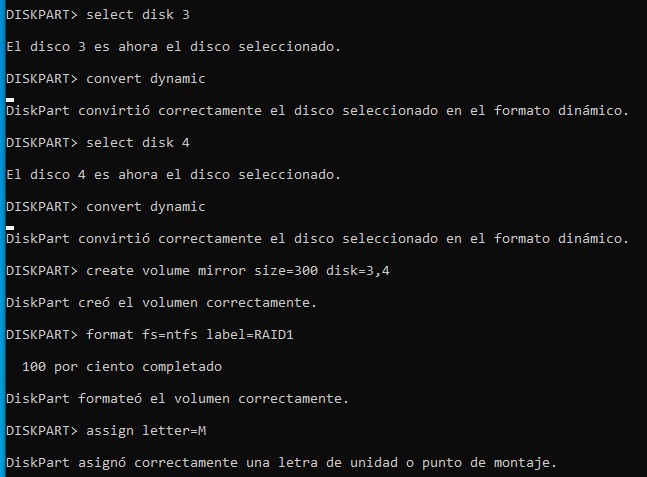 DISKPART> select disk 3
El disco 3 es ahora el disco seleccionado.
DISKPART> convert dynamic
DiskPart convirtió correctamente el disco seleccionado en el formato dinámico.
DISKPART> select disk 4
El disco 4 es ahora el disco seleccionado.
DISKPART> convert dynamic
DiskPart convirtió correctamente el disco seleccionado en el formato dinámico.
DISKPART> create volume mirror size=300 disk=3,4
DiskPart creó el volumen correctamente.
DISKPART> format fs=ntfs label=RAID1
100 por ciento completado
DiskPart formateó el volumen correctamente.
DISKPART> assign letter=M
DiskPart asignó correctamente una letra de unidad o punto de montaje.